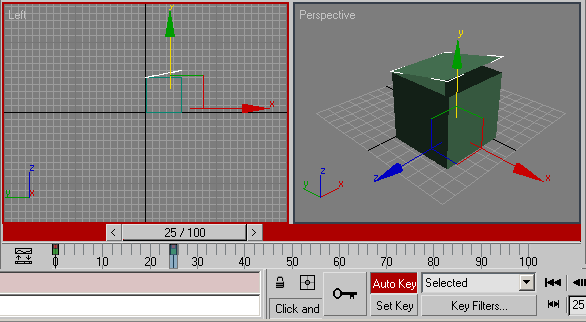 Left
Perspective
y
x
z
y
x
y
x
z
z
y
x
< 25 / 100 >
0 10 20 30 40 50 60 70 80 90 100
Auto Key
Selected
Click and
Set Key
Key Filters...
25